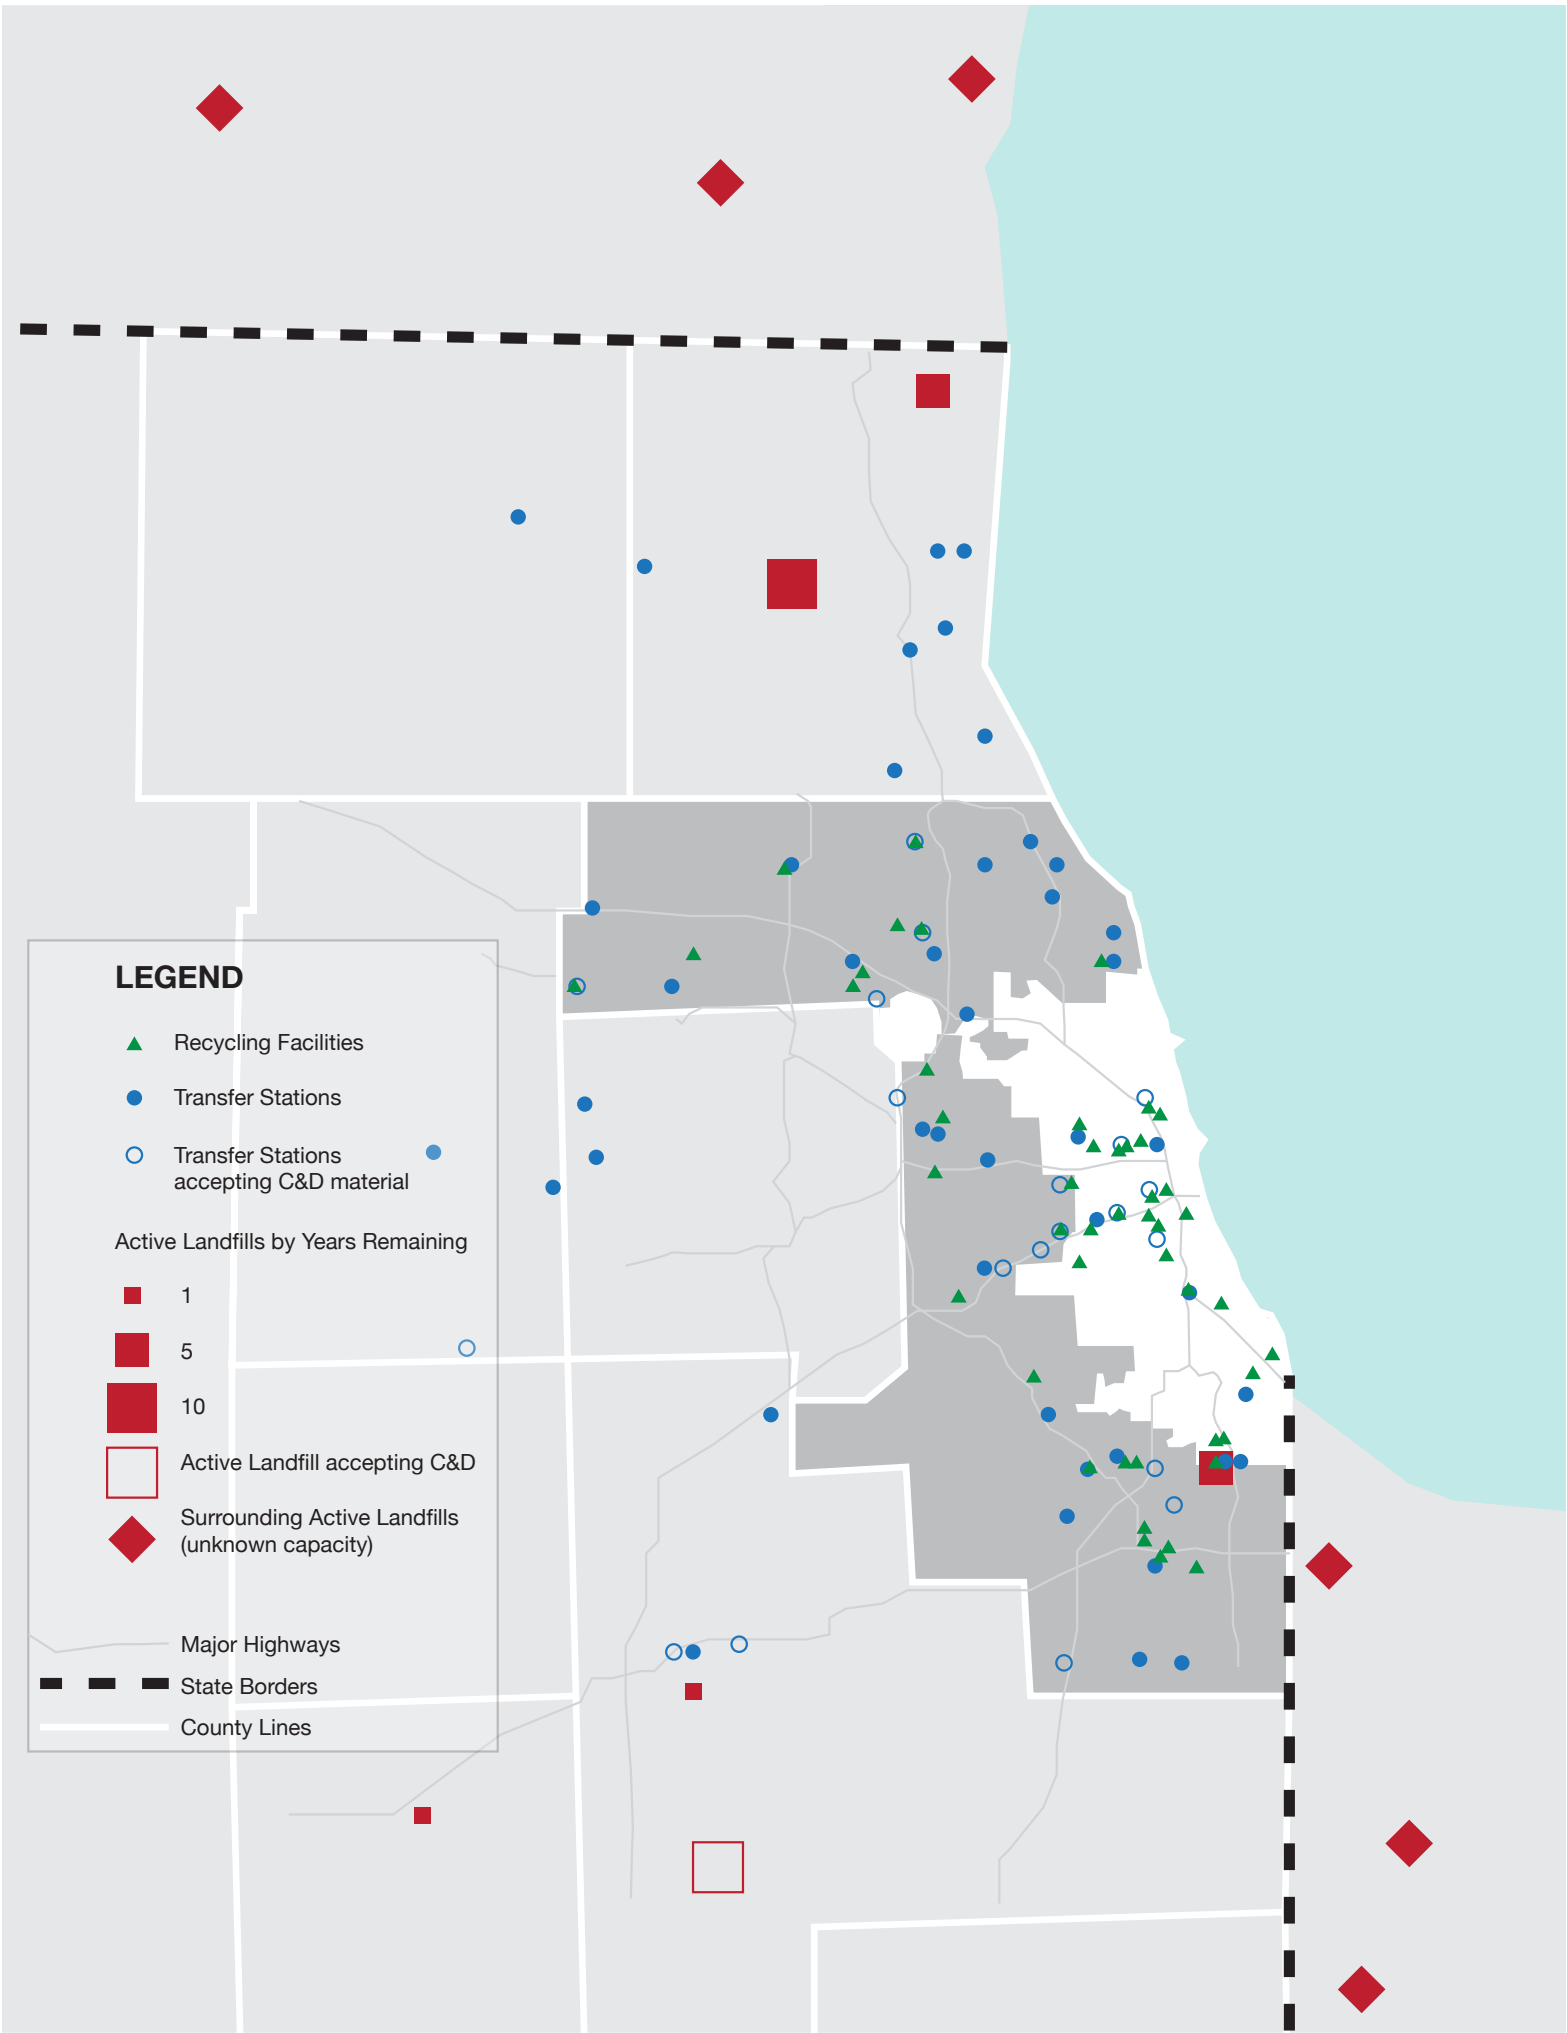 LEGEND
Recycling Facilities
Transfer Stations
Transfer Stations
accepting C&D material
Active Landfills by Years Remaining
1
5
10
Active Landfill accepting C&D
Surrounding Active Landfills
(unknown capacity)
Major Highways
State Borders
County Lines